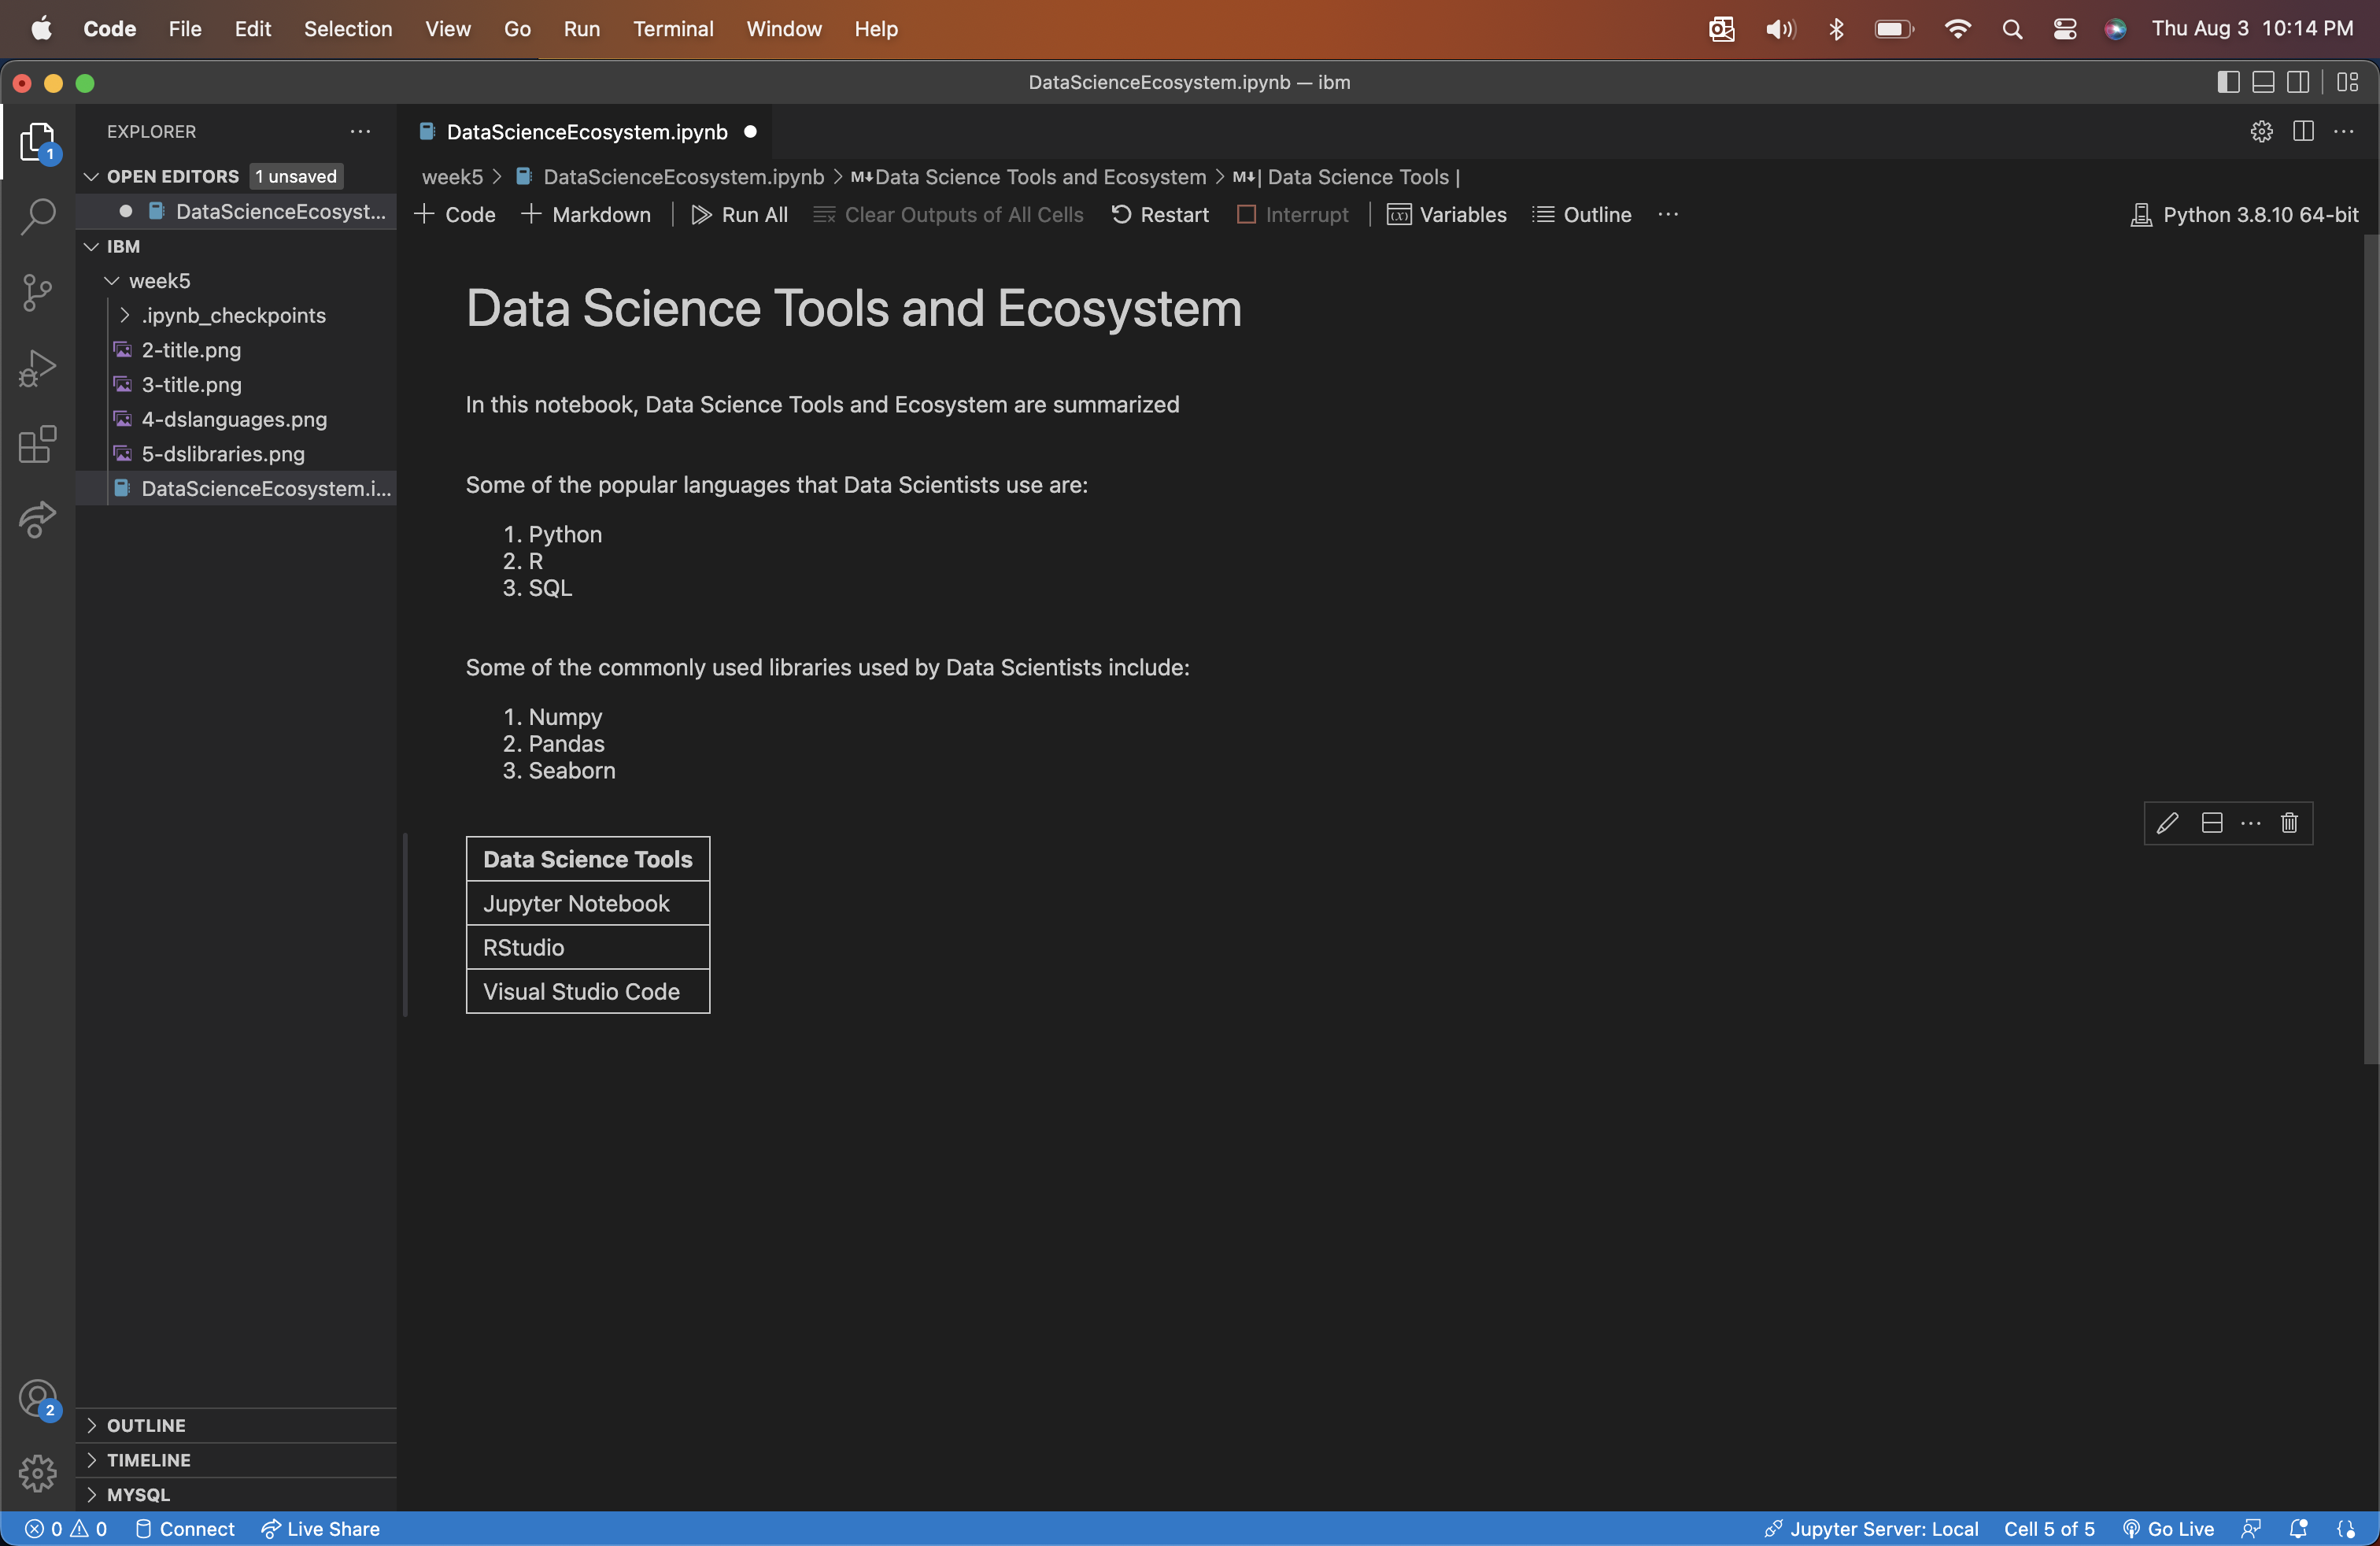 Code File Edit Selection View Go Run Terminal Window Help Thu Aug 3 10:14 PM
DataScienceEcosystem.ipynb — ibm
EXPLORER
OPEN EDITORS 1 unsaved
DataScienceEcosyst...
IBM
week5
.ipynb_checkpoints
2-title.png
3-title.png
4-dslanguages.png
5-dslibraries.png
DataScienceEcosystem.i...
OUTLINE
TIMELINE
MYSQL
1
2
DataScienceEcosystem.ipynb
week5 > DataScienceEcosystem.ipynb > M↓Data Science Tools and Ecosystem > M↓| Data Science Tools |
+ Code + Markdown | Run All Clear Outputs of All Cells Restart Interrupt | Variables Outline ... Python 3.8.10 64-bit
Data Science Tools and Ecosystem
In this notebook, Data Science Tools and Ecosystem are summarized
Some of the popular languages that Data Scientists use are:
1. Python
2. R
3. SQL
Some of the commonly used libraries used by Data Scientists include:
1. Numpy
2. Pandas
3. Seaborn
Data Science Tools
Jupyter Notebook
RStudio
Visual Studio Code
0 0 Connect Live Share Jupyter Server: Local Cell 5 of 5 Go Live